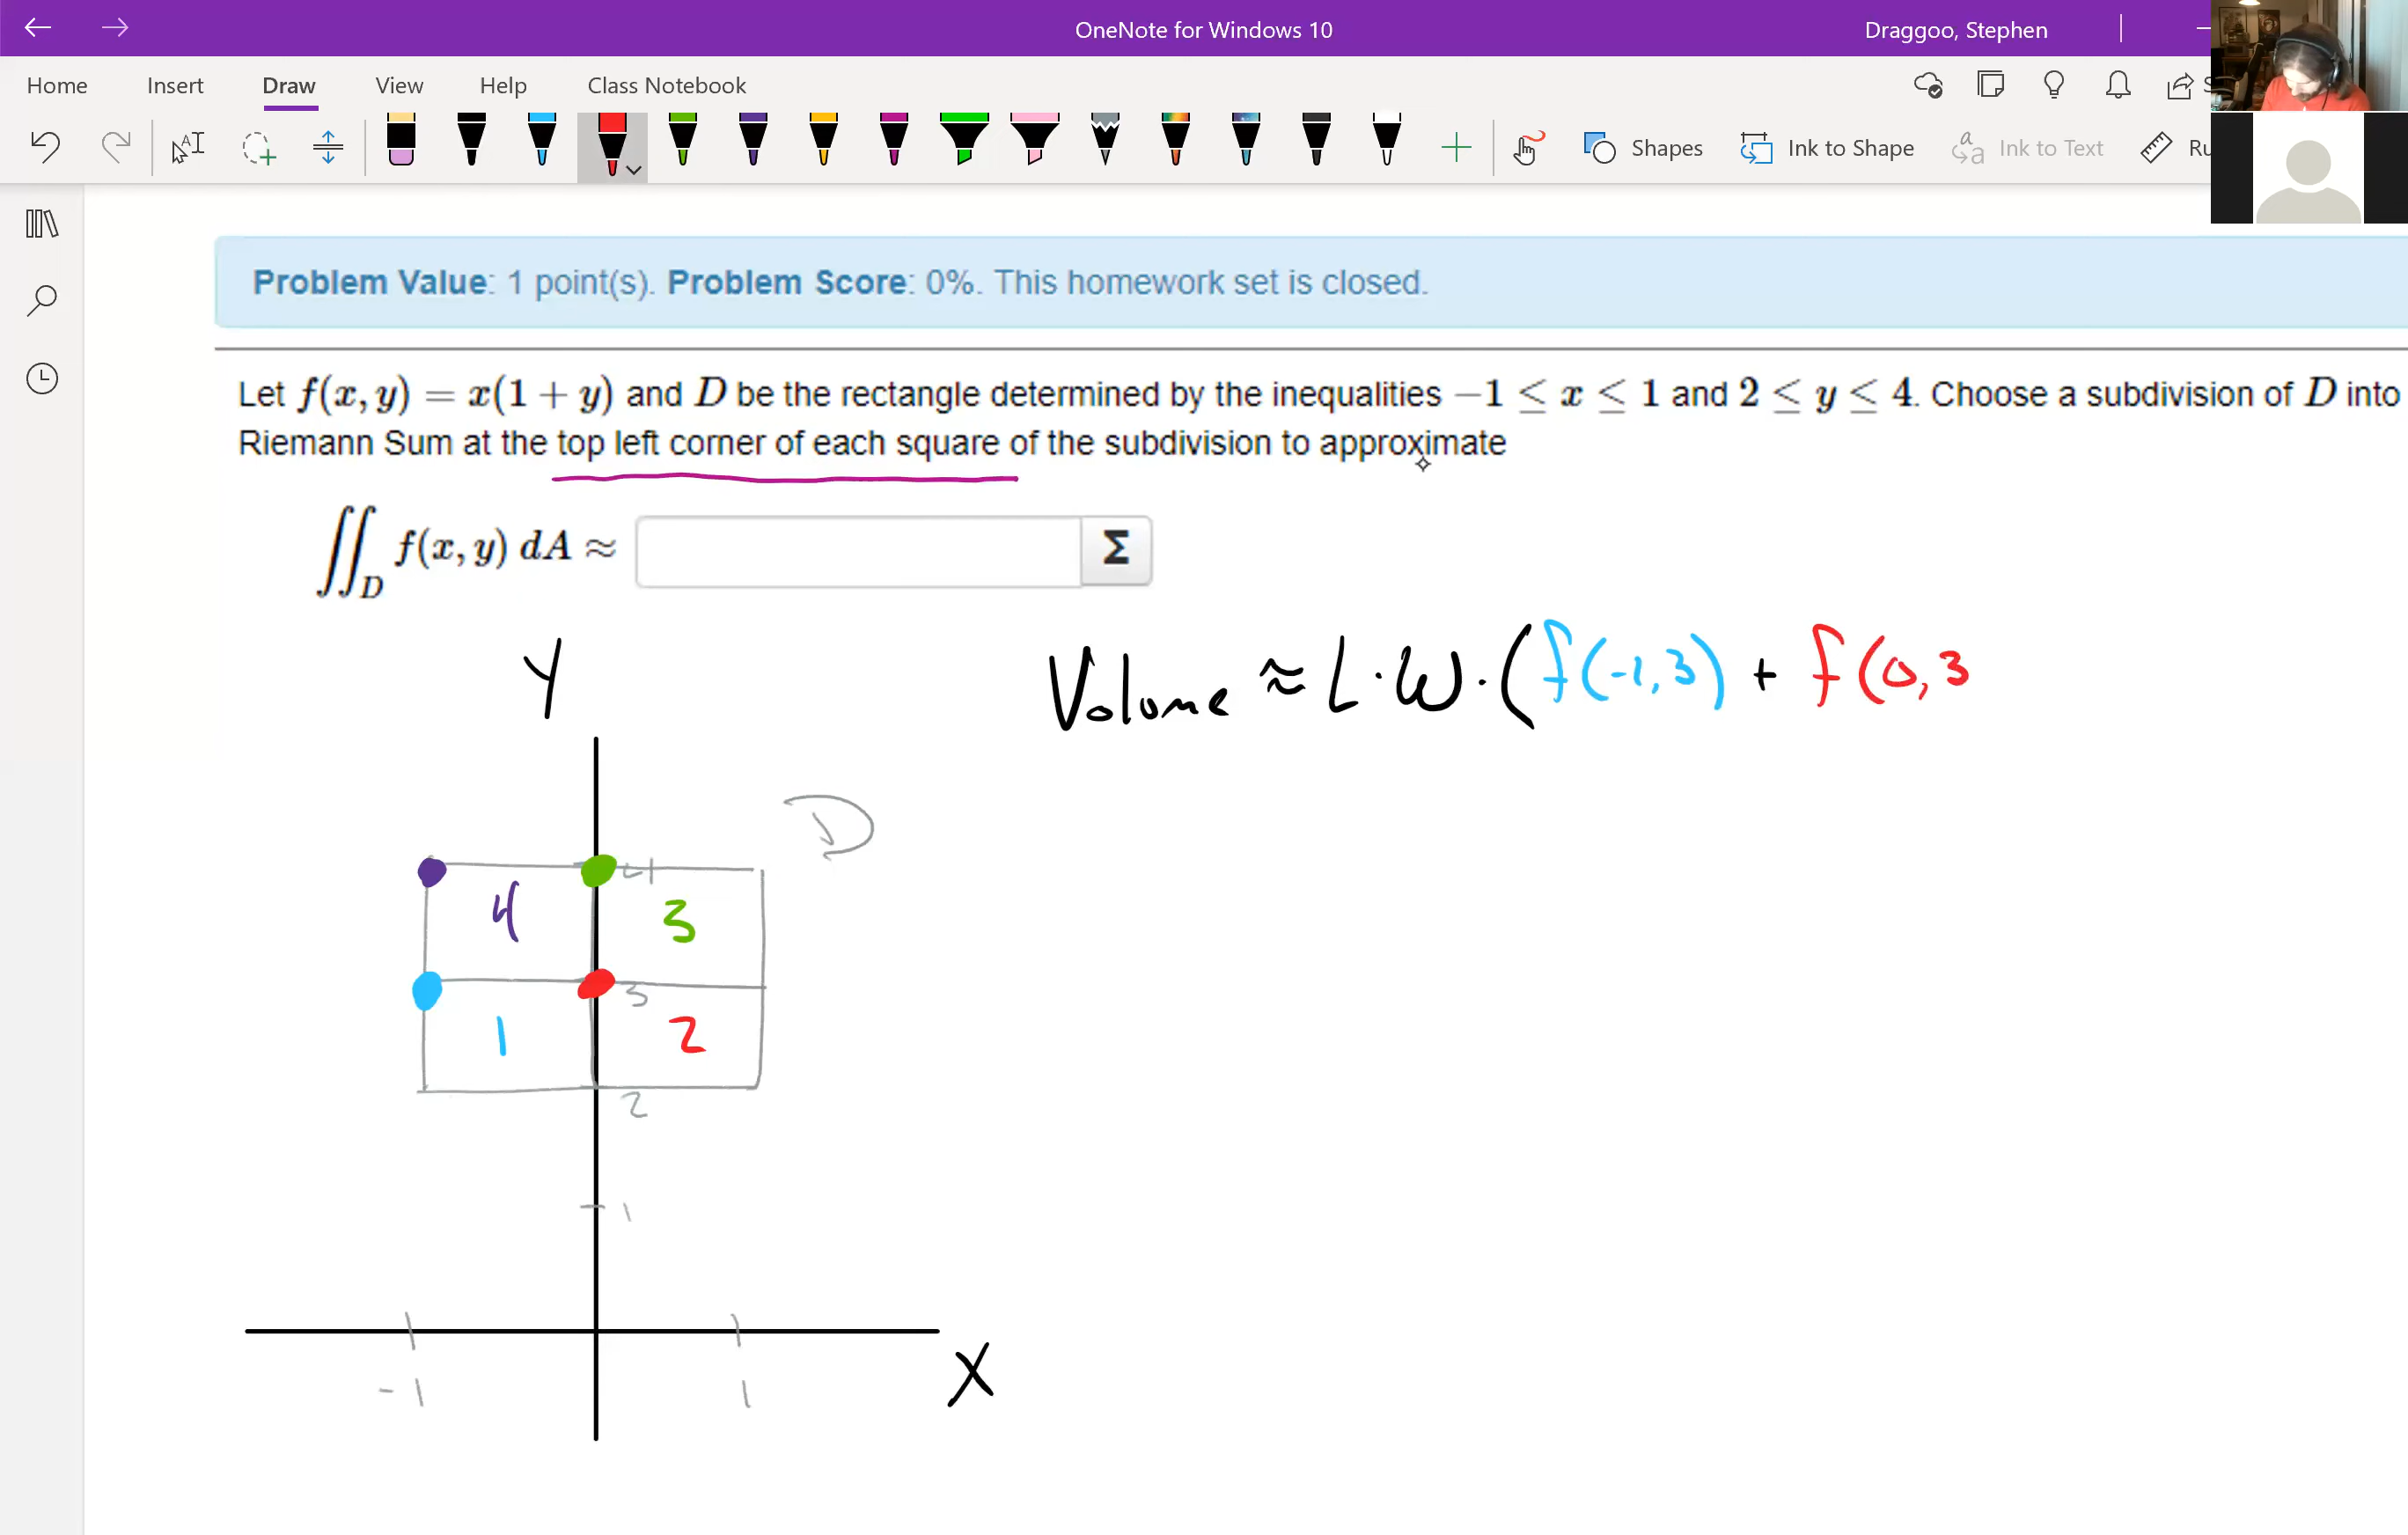 OneNote for Windows 10
Draggoo, Stephen
Home Insert Draw View Help Class Notebook
Shapes Ink to Shape Ink to Text
Problem Value: 1 point(s). Problem Score: 0%. This homework set is closed.
Let f(x, y) = x(1 + y) and D be the rectangle determined by the inequalities −1 ≤ x ≤ 1 and 2 ≤ y ≤ 4. Choose a subdivision of D into
Riemann Sum at the top left corner of each square of the subdivision to approximate
∬_D f(x, y) dA ≈ Σ
Y
Volume ≈ L·W·(f(-1,3) + f(0,3
D
4
4 3
3
1 2
2
1
X
-1 1